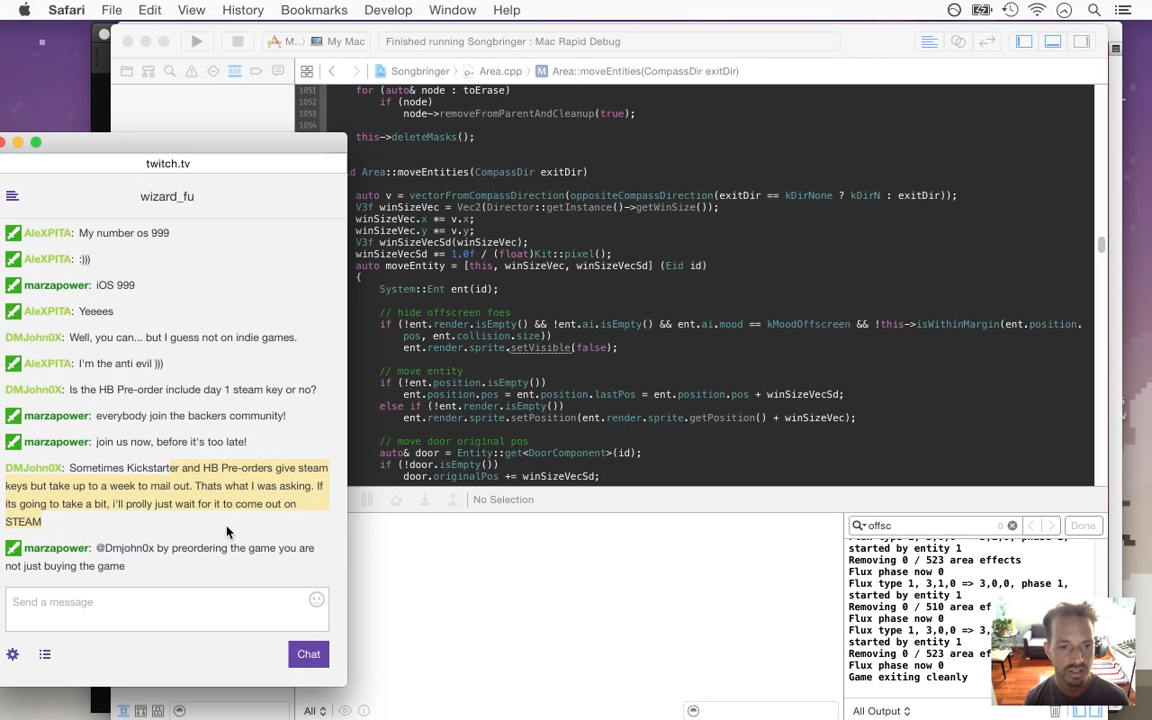 Safari File Edit View History Bookmarks Develop Window Help
M... My Mac Finished running Songbringer : Mac Rapid Debug
Songbringer Area.cpp M Area::moveEntities(CompassDir exitDir)
1051 for (auto& node : toErase)
1052 if (node)
1053 node->removeFromParentAndCleanup(true);
1054
this->deleteMasks();
d Area::moveEntities(CompassDir exitDir)
auto v = vectorFromCompassDirection(oppositeCompassDirection(exitDir == kDirNone ? kDirN : exitDir));
V3f winSizeVec = Vec2(Director::getInstance()->getWinSize());
winSizeVec.x *= v.x;
winSizeVec.y *= v.y;
V3f winSizeVecSd(winSizeVec);
winSizeVecSd *= 1.0f / (float)Kit::pixel();
auto moveEntity = [this, winSizeVec, winSizeVecSd] (Eid id)
{
System::Ent ent(id);
// hide offscreen foes
if (!ent.render.isEmpty() && !ent.ai.isEmpty() && ent.ai.mood == kMoodOffscreen && !this->isWithinMargin(ent.position.
pos, ent.collision.size))
ent.render.sprite.setVisible(false);
// move entity
if (!ent.position.isEmpty())
ent.position.pos = ent.position.lastPos = ent.position.pos + winSizeVecSd;
else if (!ent.render.isEmpty())
ent.render.sprite.setPosition(ent.render.sprite.getPosition() + winSizeVec);
// move door original pos
auto& door = Entity::get<DoorComponent>(id);
if (!door.isEmpty())
door.originalPos += winSizeVec;
twitch.tv
wizard_fu
AleXPITA: My number os 999
AleXPITA: :)))
marzapower: iOS 999
AleXPITA: Yeeees
DMJohn0X: Well, you can... but I guess not on indie games.
AleXPITA: I'm the anti evil )))
DMJohn0X: Is the HB Pre-order include day 1 steam key or no?
marzapower: everybody join the backers community!
marzapower: join us now, before it's too late!
DMJohn0X: Sometimes Kickstarter and HB Pre-orders give steam
keys but take up to a week to mail out. Thats what I was asking. If
its going to take a bit, i'll prolly just wait for it to come out on
STEAM
marzapower: @Dmjohn0x by preordering the game you are
not just buying the game
Send a message
Chat
No Selection
offsc 0 Done
started by entity 1
Removing 0 / 523 area effects
Flux phase now 0
Flux type 1, 3,1,0 => 3,0,0, phase 1,
started by entity 1
Removing 0 / 510 area ef
Flux phase now 0
Flux type 1, 3,0,0 => 3,
started by entity 1
Removing 0 / 523 area ef
Flux phase now 0
Game exiting cleanly
All
All Output